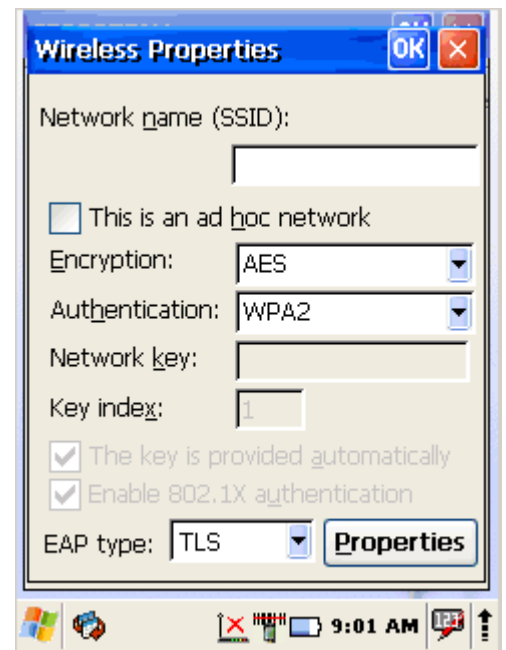 Wireless Properties OK
Network name (SSID):
This is an ad hoc network
Encryption: AES
Authentication: WPA2
Network key:
Key index: 1
The key is provided automatically
Enable 802.1X authentication
EAP type: TLS Properties
9:01 AM 123